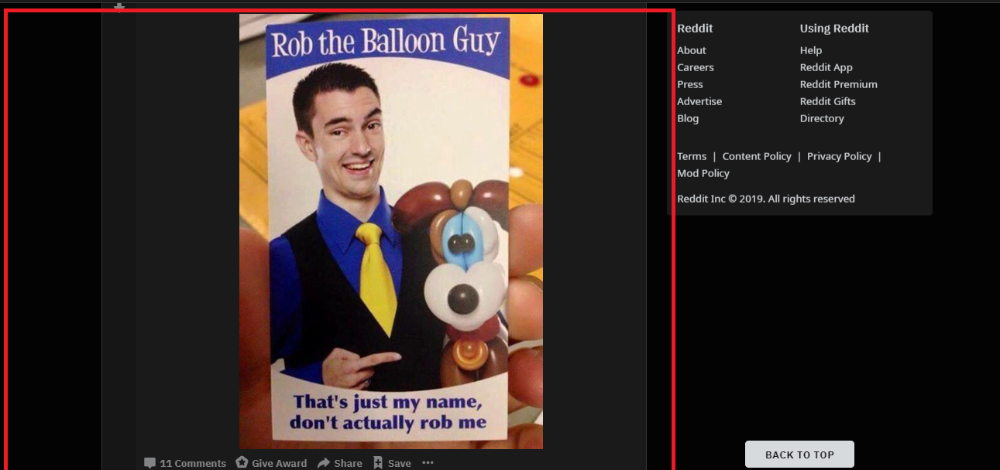 Rob the Balloon Guy
That's just my name,
don't actually rob me
11 Comments Give Award Share Save
Reddit
About
Careers
Press
Advertise
Blog
Using Reddit
Help
Reddit App
Reddit Premium
Reddit Gifts
Directory
Terms | Content Policy | Privacy Policy |
Mod Policy
Reddit Inc © 2019. All rights reserved
BACK TO TOP